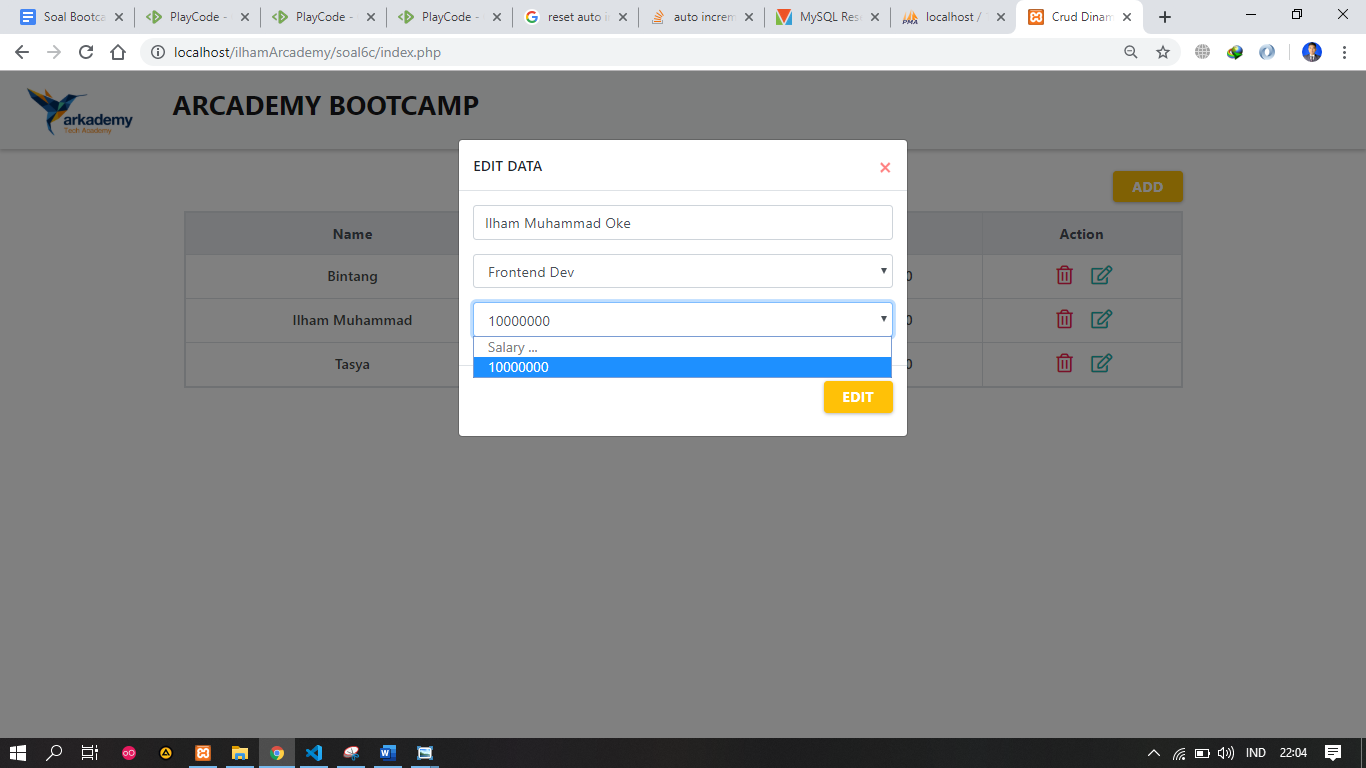 Soal Bootca
PlayCode -
PlayCode -
PlayCode -
reset auto i
auto increm
MySQL Res
localhost /
Crud Dinam
localhost/ilhamArcademy/soal6c/index.php
arkademy
Tech Academy
ARCADEMY BOOTCAMP
EDIT DATA
ADD
Ilham Muhammad Oke
Name
Action
Frontend Dev
Bintang
0
10000000
Ilham Muhammad
0
Salary ...
10000000
Tasya
0
EDIT
IND
22:04